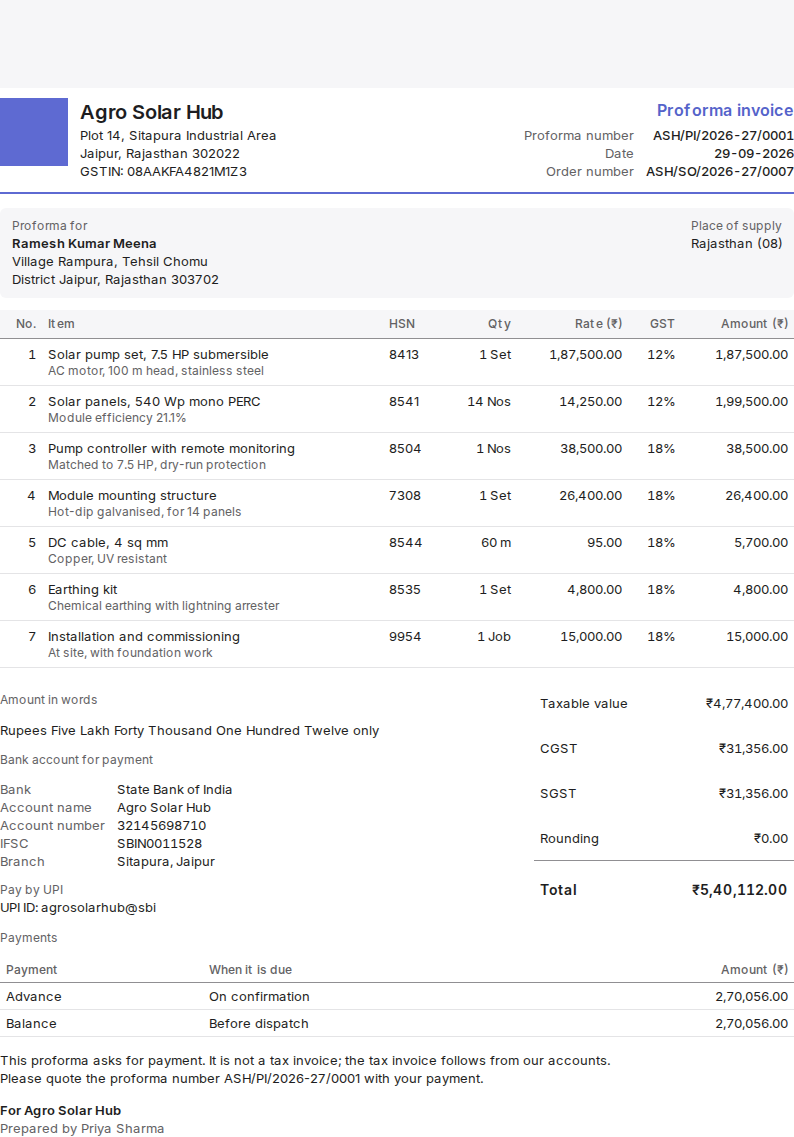 Agro Solar Hub
Plot 14, Sitapura Industrial Area
Jaipur, Rajasthan 302022
GSTIN: 08AAKFA4821M1Z3
Proforma invoice
Proforma number ASH/PI/2026-27/0001
Date 29-09-2026
Order number ASH/SO/2026-27/0007
Proforma for
Ramesh Kumar Meena
Village Rampura, Tehsil Chomu
District Jaipur, Rajasthan 303702
Place of supply
Rajasthan (08)
No. Item HSN Qty Rate (₹) GST Amount (₹)
1 Solar pump set, 7.5 HP submersible 8413 1 Set 1,87,500.00 12% 1,87,500.00
AC motor, 100 m head, stainless steel
2 Solar panels, 540 Wp mono PERC 8541 14 Nos 14,250.00 12% 1,99,500.00
Module efficiency 21.1%
3 Pump controller with remote monitoring 8504 1 Nos 38,500.00 18% 38,500.00
Matched to 7.5 HP, dry-run protection
4 Module mounting structure 7308 1 Set 26,400.00 18% 26,400.00
Hot-dip galvanised, for 14 panels
5 DC cable, 4 sq mm 8544 60 m 95.00 18% 5,700.00
Copper, UV resistant
6 Earthing kit 8535 1 Set 4,800.00 18% 4,800.00
Chemical earthing with lightning arrester
7 Installation and commissioning 9954 1 Job 15,000.00 18% 15,000.00
At site, with foundation work
Amount in words
Rupees Five Lakh Forty Thousand One Hundred Twelve only
Bank account for payment
Bank State Bank of India
Account name Agro Solar Hub
Account number 32145698710
IFSC SBIN0011528
Branch Sitapura, Jaipur
Pay by UPI
UPI ID: agrosolarhub@sbi
Taxable value ₹4,77,400.00
CGST ₹31,356.00
SGST ₹31,356.00
Rounding ₹0.00
Total ₹5,40,112.00
Payments
Payment When it is due Amount (₹)
Advance On confirmation 2,70,056.00
Balance Before dispatch 2,70,056.00
This proforma asks for payment. It is not a tax invoice; the tax invoice follows from our accounts.
Please quote the proforma number ASH/PI/2026-27/0001 with your payment.
For Agro Solar Hub
Prepared by Priya Sharma